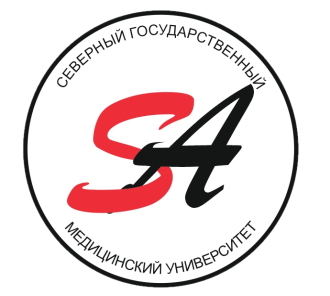 СЕВЕРНЫЙ ГОСУДАРСТВЕННЫЙ
SA
МЕДИЦИНСКИЙ УНИВЕРСИТЕТ